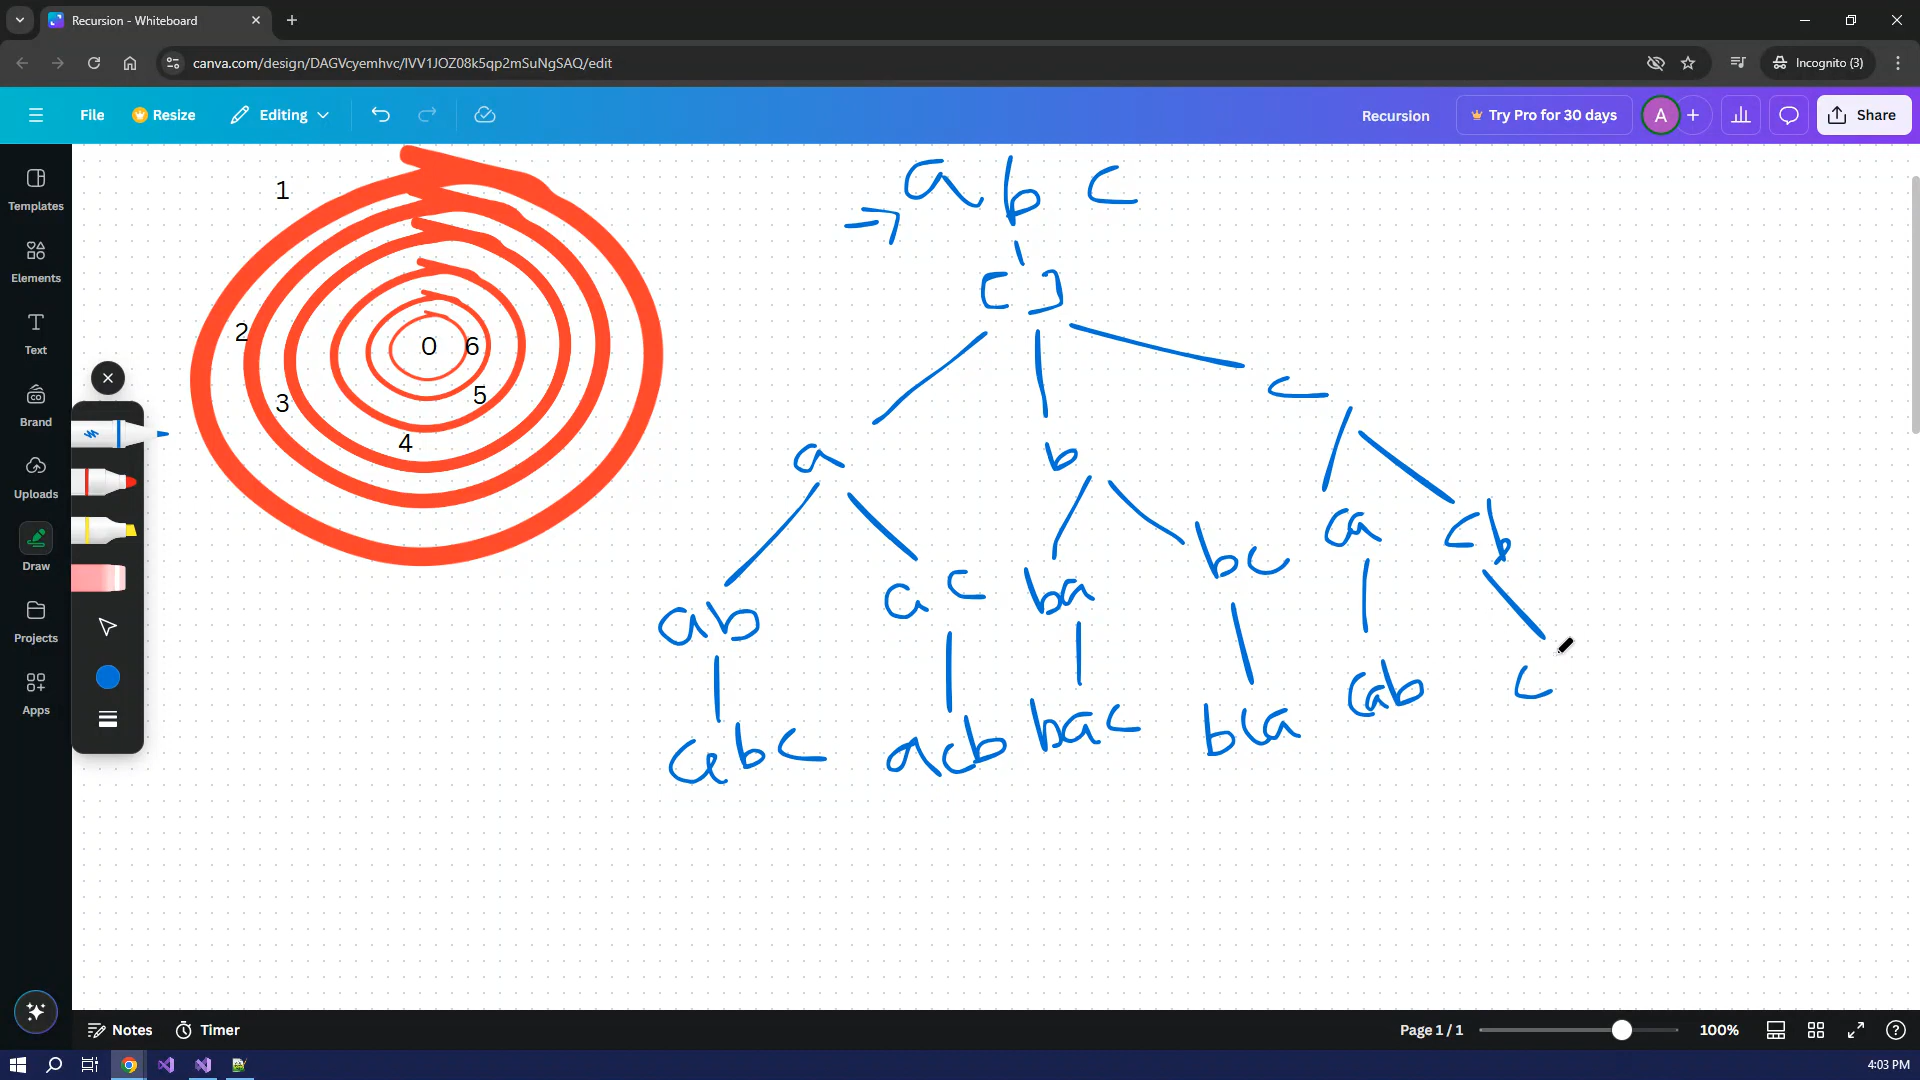 Recursion - Whiteboard
canva.com/design/DAGVcyemhvc/lVV1JOZ08k5qp2mSuNgSAQ/edit
Incognito (3)
File
Resize
Editing
Recursion
Try Pro for 30 days
A
Share
Templates
Elements
Text
Brand
Uploads
Draw
Projects
Apps
1
2
3
4
5
0 6
a b c
[ ]
a b c
ab ac ba bc ca cb
abc acb bac bca cab c
Notes
Timer
Page 1 / 1
100%
4:03 PM